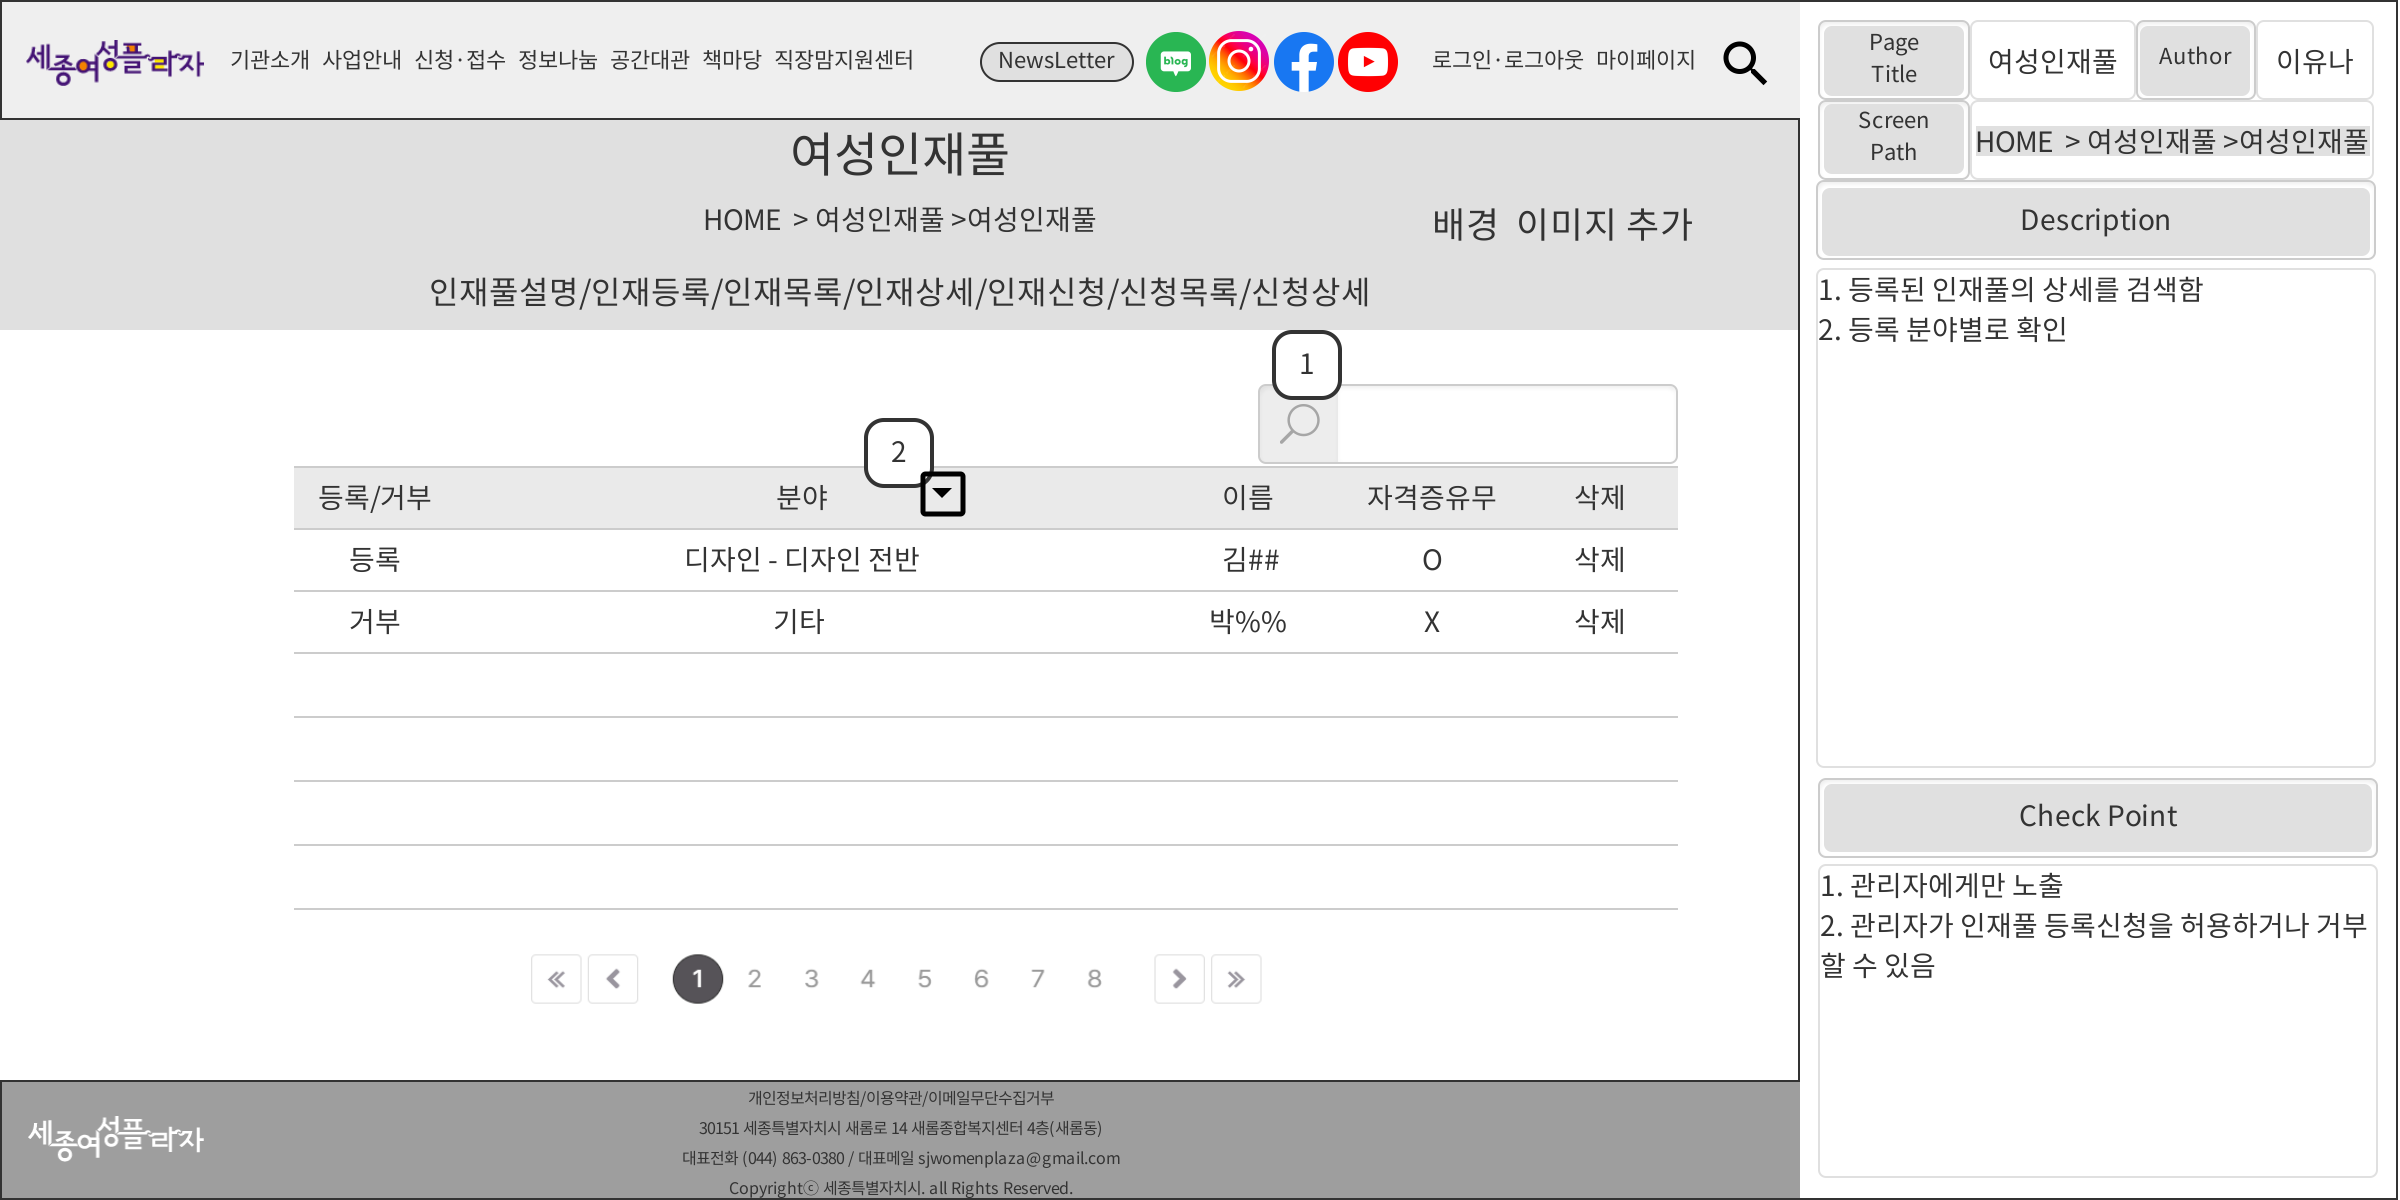 세종여성플라자 기관소개 사업안내 신청·접수 정보나눔 공간대관 책마당 직장맘지원센터 NewsLetter blog 로그인·로그아웃 마이페이지
여성인재풀
HOME > 여성인재풀 >여성인재풀
배경 이미지 추가
인재풀설명/인재등록/인재목록/인재상세/인재신청/신청목록/신청상세
1
2
등록/거부 분야 이름 자격증유무 삭제
등록 디자인 - 디자인 전반 김## O 삭제
거부 기타 박%% X 삭제
« < 1 2 3 4 5 6 7 8 > »
개인정보처리방침/이용약관/이메일무단수집거부
세종여성플라자
30151 세종특별자치시 새롬로 14 새롬종합복지센터 4층(새롬동)
대표전화 (044) 863-0380 / 대표메일 sjwomenplaza@gmail.com
Copyrightⓒ 세종특별자치시. all Rights Reserved.
Page
Title
여성인재풀
Author
이유나
Screen
Path
HOME > 여성인재풀 >여성인재풀
Description
1. 등록된 인재풀의 상세를 검색함
2. 등록 분야별로 확인
Check Point
1. 관리자에게만 노출
2. 관리자가 인재풀 등록신청을 허용하거나 거부
할 수 있음